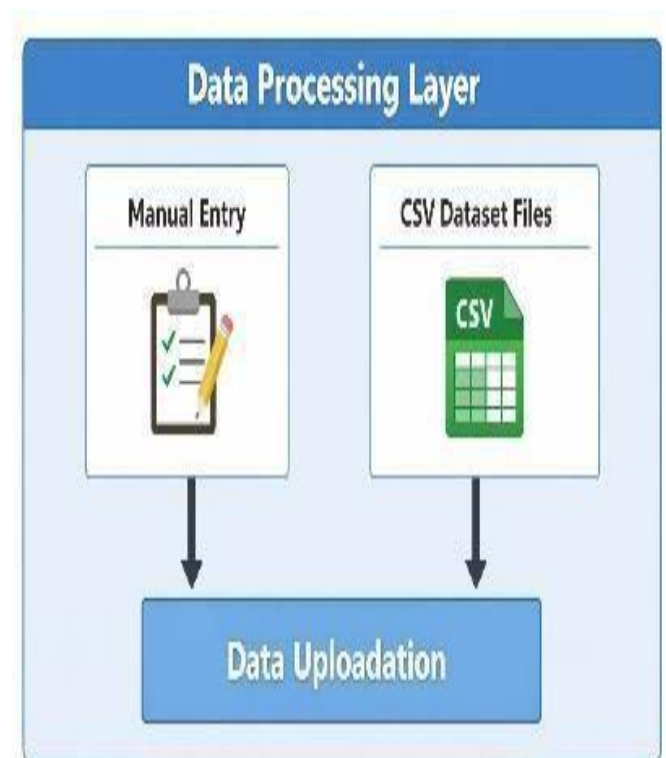 Data Processing Layer
Manual Entry
CSV Dataset Files
CSV
Data Uploadation